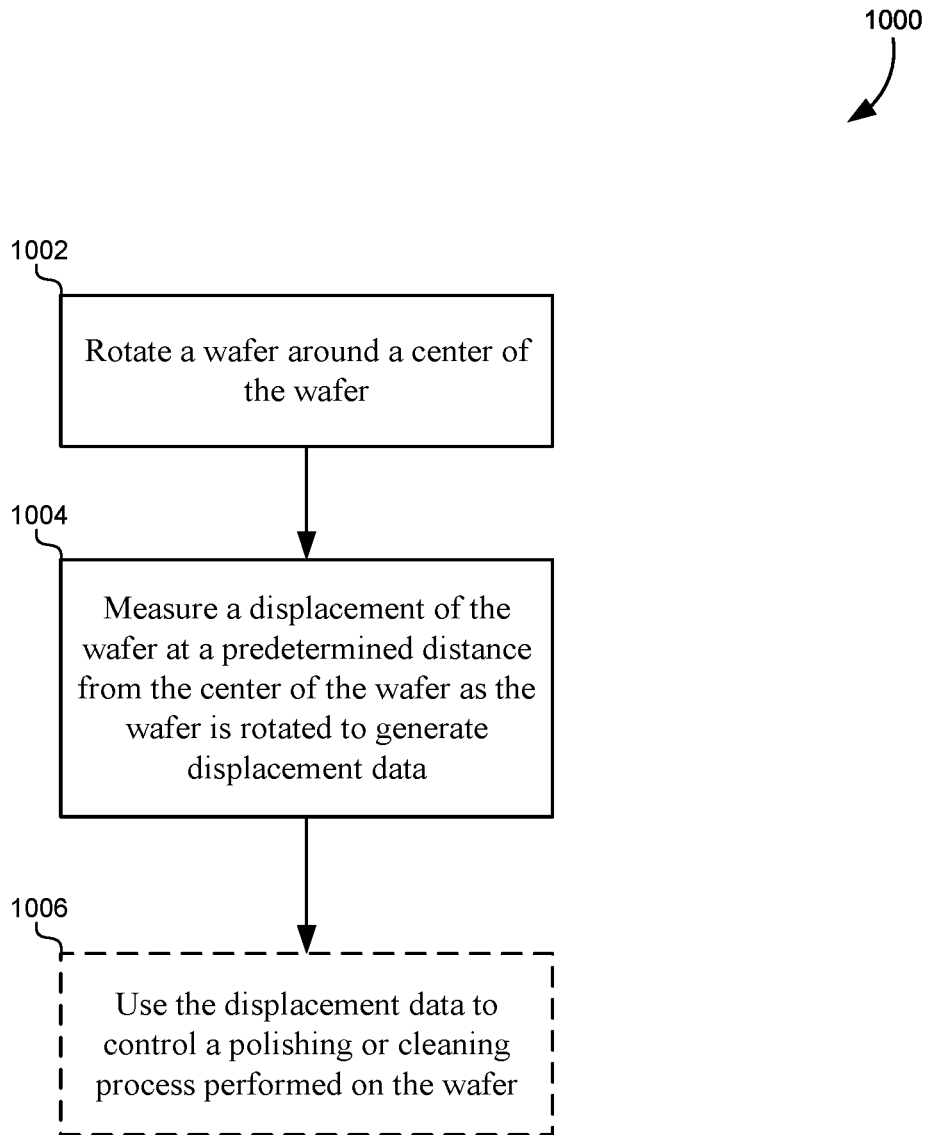 1000
1002
Rotate a wafer around a center of
the wafer
1004
Measure a displacement of the
wafer at a predetermined distance
from the center of the wafer as the
wafer is rotated to generate
displacement data
1006
Use the displacement data to
control a polishing or cleaning
process performed on the wafer